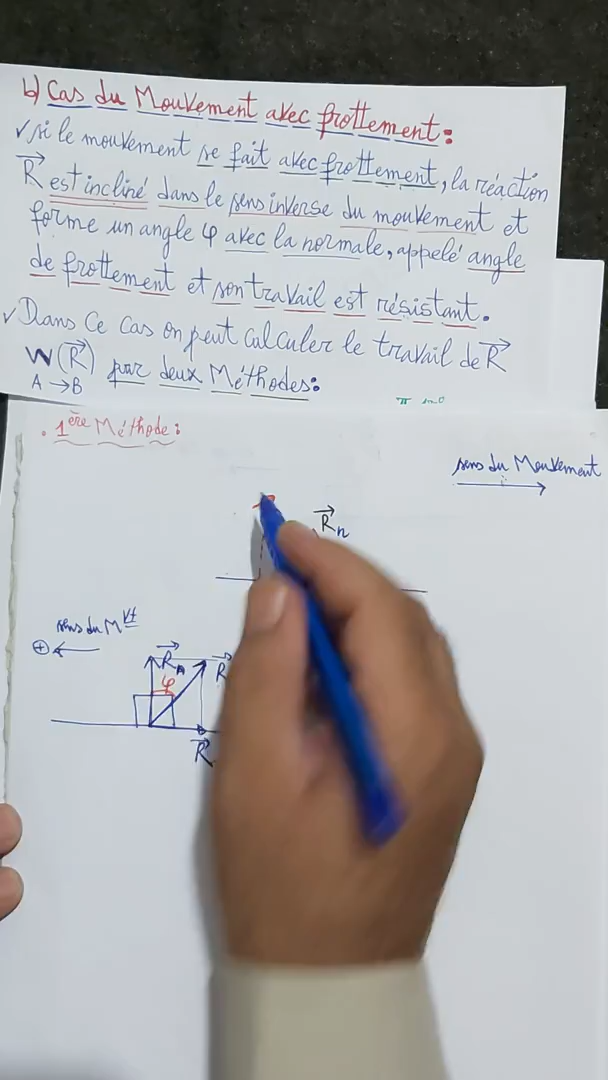 b) Cas du Mouvement avec frottement:
✓ si le mouvement se fait avec frottement, la réaction
R⃗ est incliné dans le sens inverse du mouvement et
forme un angle φ avec la normale, appelé angle
de frottement et son travail est résistant.
✓ Dans ce cas on peut calculer le travail de R⃗
W(R⃗) par deux Méthodes:
A → B
. 1ère Méthode:
sens du Mouvement
R⃗n
sens du Mvt
⊕
R⃗n
R⃗
φ
R⃗